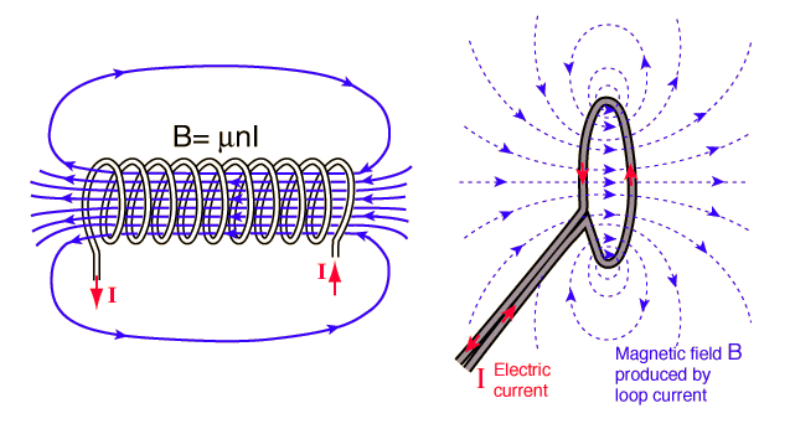 B= μnI
I
I
I
Electric
current
Magnetic field B
produced by
loop current